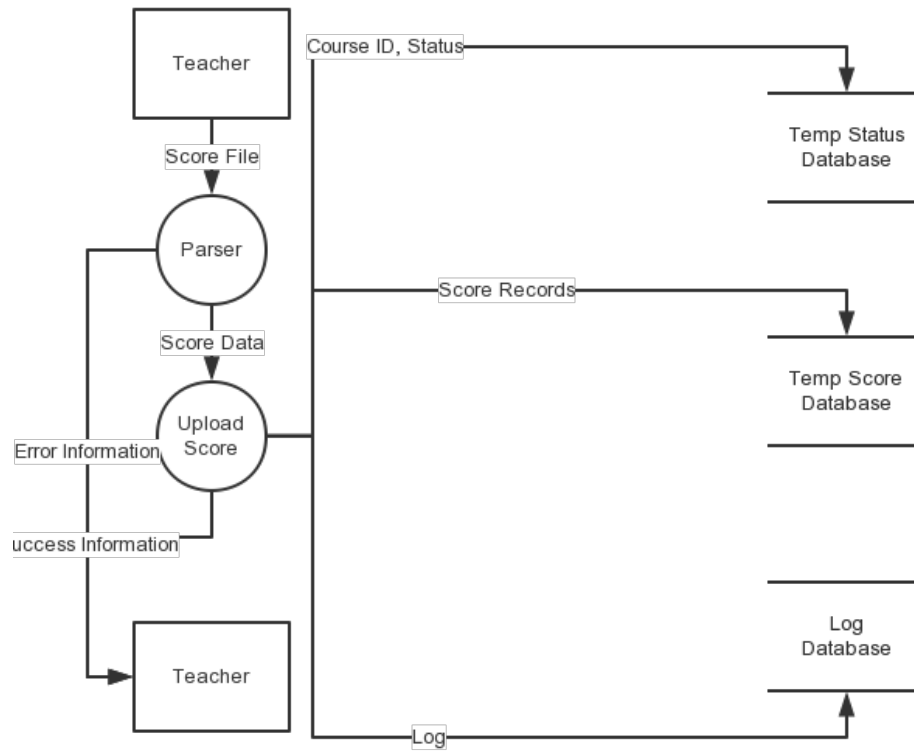 Teacher
Course ID, Status
Temp Status
Database
Score File
Parser
Score Records
Score Data
Temp Score
Database
Upload
Score
Error Information
uccess Information
Log
Database
Teacher
Log